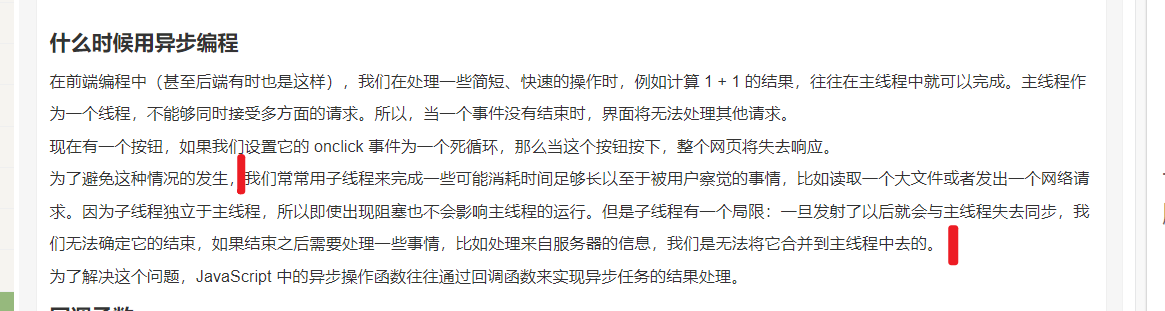 什么时候用异步编程
在前端编程中（甚至后端有时也是这样），我们在处理一些简短、快速的操作时，例如计算 1 + 1 的结果，往往在主线程中就可以完成。主线程作
为一个线程，不能够同时接受多方面的请求。所以，当一个事件没有结束时，界面将无法处理其他请求。
现在有一个按钮，如果我们设置它的 onclick 事件为一个死循环，那么当这个按钮按下，整个网页将失去响应。
为了避免这种情况的发生，我们常常用子线程来完成一些可能消耗时间足够长以至于被用户察觉的事情，比如读取一个大文件或者发出一个网络请
求。因为子线程独立于主线程，所以即使出现阻塞也不会影响主线程的运行。但是子线程有一个局限：一旦发射了以后就会与主线程失去同步，我
们无法确定它的结束，如果结束之后需要处理一些事情，比如处理来自服务器的信息，我们是无法将它合并到主线程中去的。
为了解决这个问题，JavaScript 中的异步操作函数往往通过回调函数来实现异步任务的结果处理。